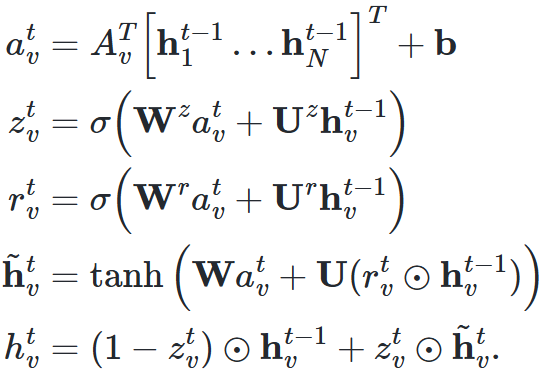 a_v^t = A_v^T [𝐡_1^{t−1} … 𝐡_N^{t−1}]^T + 𝐛
z_v^t = σ(𝐖^z a_v^t + 𝐔^z 𝐡_v^{t−1})
r_v^t = σ(𝐖^r a_v^t + 𝐔^r 𝐡_v^{t−1})
𝐡̃_v^t = tanh(𝐖a_v^t + 𝐔(r_v^t ⊙ 𝐡_v^{t−1}))
h_v^t = (1 − z_v^t) ⊙ 𝐡_v^{t−1} + z_v^t ⊙ 𝐡̃_v^t.